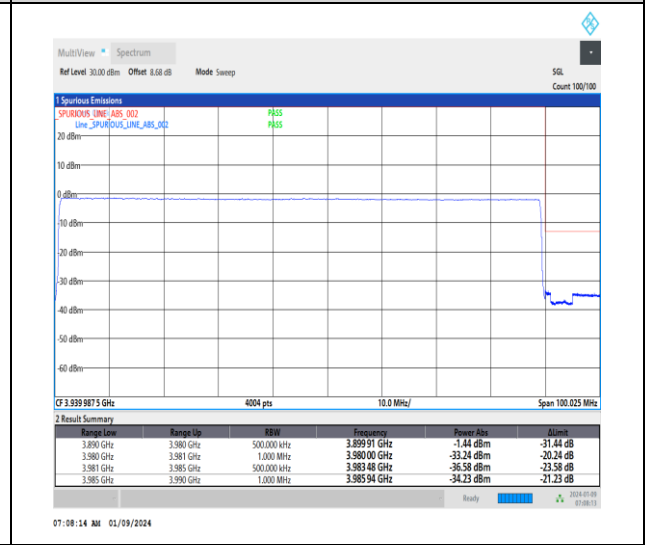 MultiView Spectrum
Ref Level 30.00 dBm Offset 8.68 dB Mode Sweep SGL
Count 100/100
1 Spurious Emissions
SPURIOUS_LINE_ABS_002 PASS
Line _SPURIOUS_LINE_ABS_002 PASS
20 dBm
10 dBm
0 dBm
-10 dBm
-20 dBm
-30 dBm
-40 dBm
-50 dBm
-60 dBm
CF 3.939 987 5 GHz 4004 pts 10.0 MHz/ Span 100.025 MHz
2 Result Summary
Range Low Range Up RBW Frequency Power Abs ΔLimit
3.890 GHz 3.980 GHz 500.000 kHz 3.899 91 GHz -1.44 dBm -31.44 dB
3.980 GHz 3.981 GHz 1.000 MHz 3.980 00 GHz -33.24 dBm -20.24 dB
3.981 GHz 3.985 GHz 500.000 kHz 3.983 48 GHz -36.58 dBm -23.58 dB
3.985 GHz 3.990 GHz 1.000 MHz 3.985 94 GHz -34.23 dBm -21.23 dB
Ready 2024-01-09
07:08:13
07:08:14 AM 01/09/2024